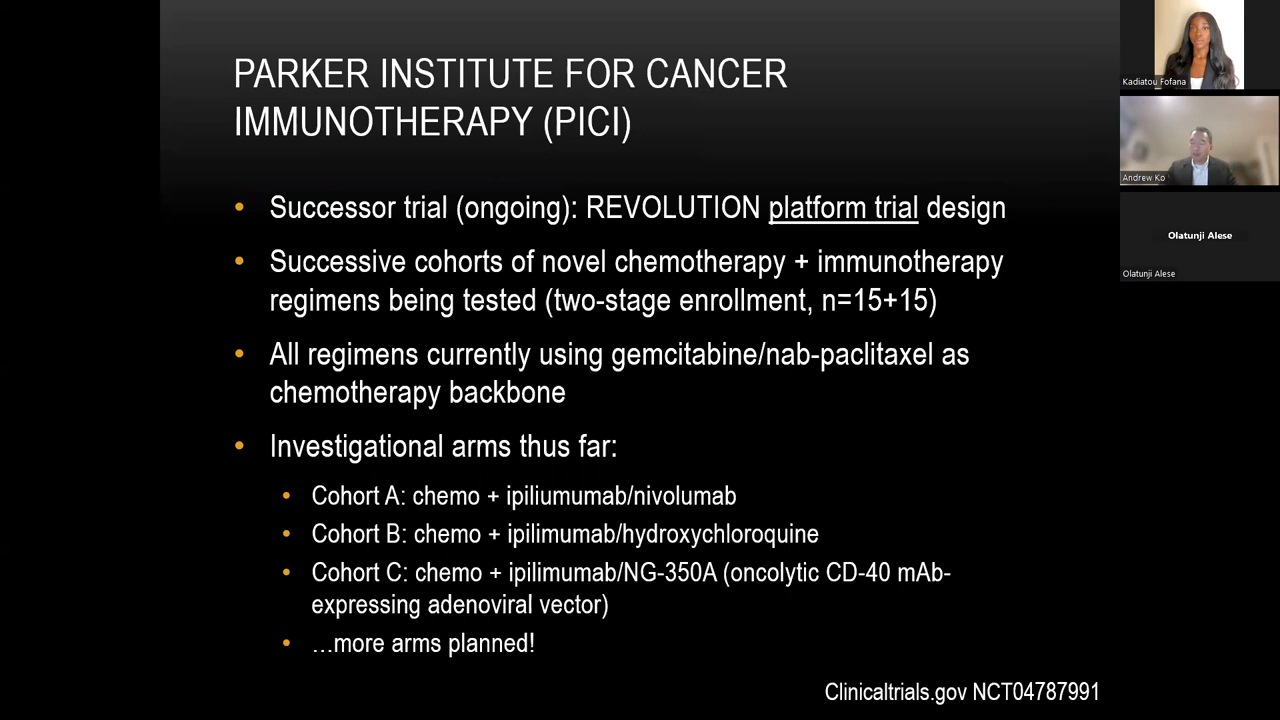 PARKER INSTITUTE FOR CANCER
IMMUNOTHERAPY (PICI)
• Successor trial (ongoing): REVOLUTION platform trial design
• Successive cohorts of novel chemotherapy + immunotherapy
regimens being tested (two-stage enrollment, n=15+15)
• All regimens currently using gemcitabine/nab-paclitaxel as
chemotherapy backbone
• Investigational arms thus far:
• Cohort A: chemo + ipiliumumab/nivolumab
• Cohort B: chemo + ipilimumab/hydroxychloroquine
• Cohort C: chemo + ipilimumab/NG-350A (oncolytic CD-40 mAb-
expressing adenoviral vector)
• …more arms planned!
Clinicaltrials.gov NCT04787991
Kadiatou Fofana
Andrew Ko
Olatunji Alese
Olatunji Alese